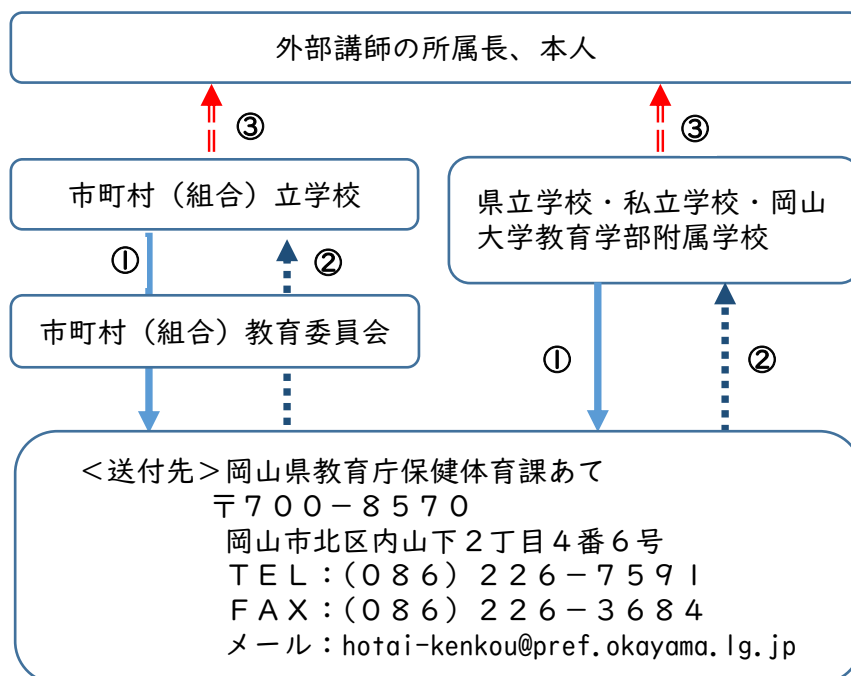 外部講師の所属長、本人
③
③
市町村（組合）立学校
県立学校・私立学校・岡山
大学教育学部附属学校
①
②
市町村（組合）教育委員会
①
②
＜送付先＞岡山県教育庁保健体育課あて
〒７００－８５７０
岡山市北区内山下２丁目４番６号
ＴＥＬ：（０８６）２２６－７５９１
ＦＡＸ：（０８６）２２６－３６８４
メール：hotai-kenkou@pref.okayama.lg.jp